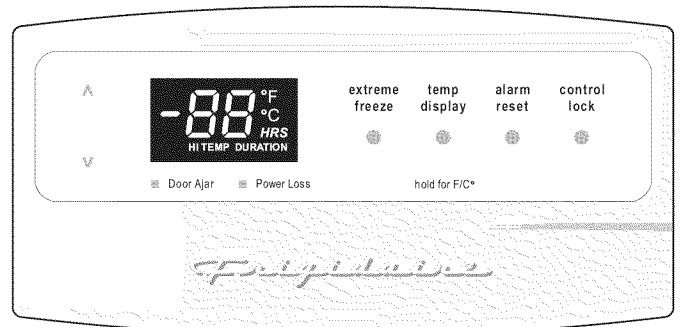 extreme freeze
temp display
alarm reset
control lock
-88 °F °C HRS
HI TEMP DURATION
Door Ajar
Power Loss
hold for F/C°
Frigidaire